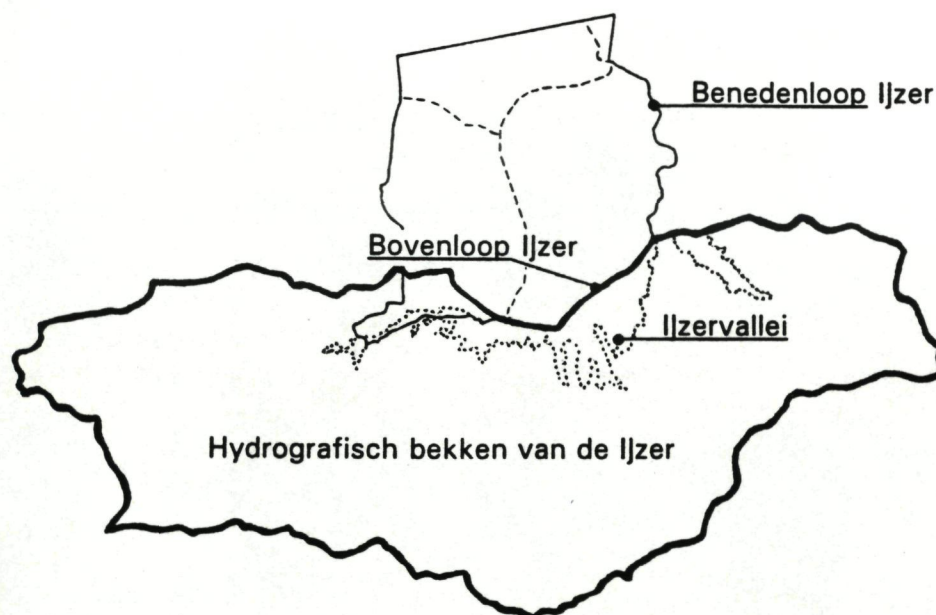 Benedenloop IJzer
Bovenloop IJzer
IJzervallei
Hydrografisch bekken van de IJzer